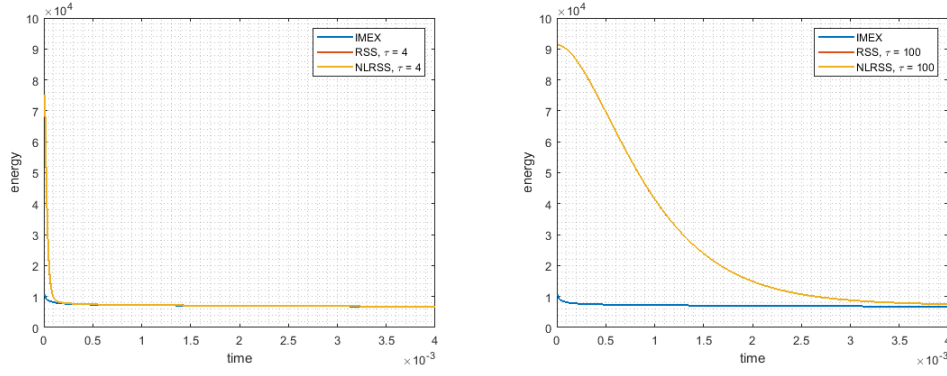 ×10⁴
10
9
8
7
6
5
4
3
2
1
0
energy
IMEX
RSS, τ = 4
NLRSS, τ = 4
0 0.5 1 1.5 2 2.5 3 3.5 4
time
×10⁻³
×10⁴
10
9
8
7
6
5
4
3
2
1
0
energy
IMEX
RSS, τ = 100
NLRSS, τ = 100
0 0.5 1 1.5 2 2.5 3 3.5 4
time
×10⁻³